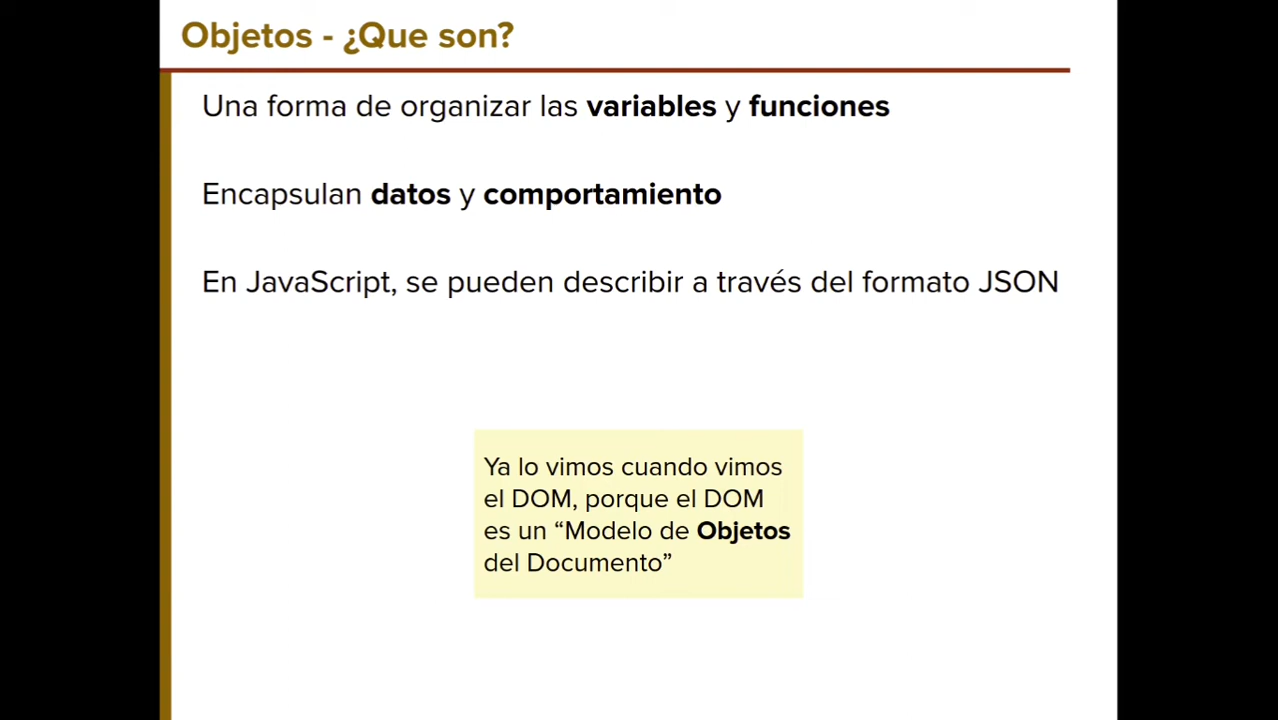 Objetos - ¿Que son?
Una forma de organizar las variables y funciones
Encapsulan datos y comportamiento
En JavaScript, se pueden describir a través del formato JSON
Ya lo vimos cuando vimos
el DOM, porque el DOM
es un “Modelo de Objetos
del Documento”